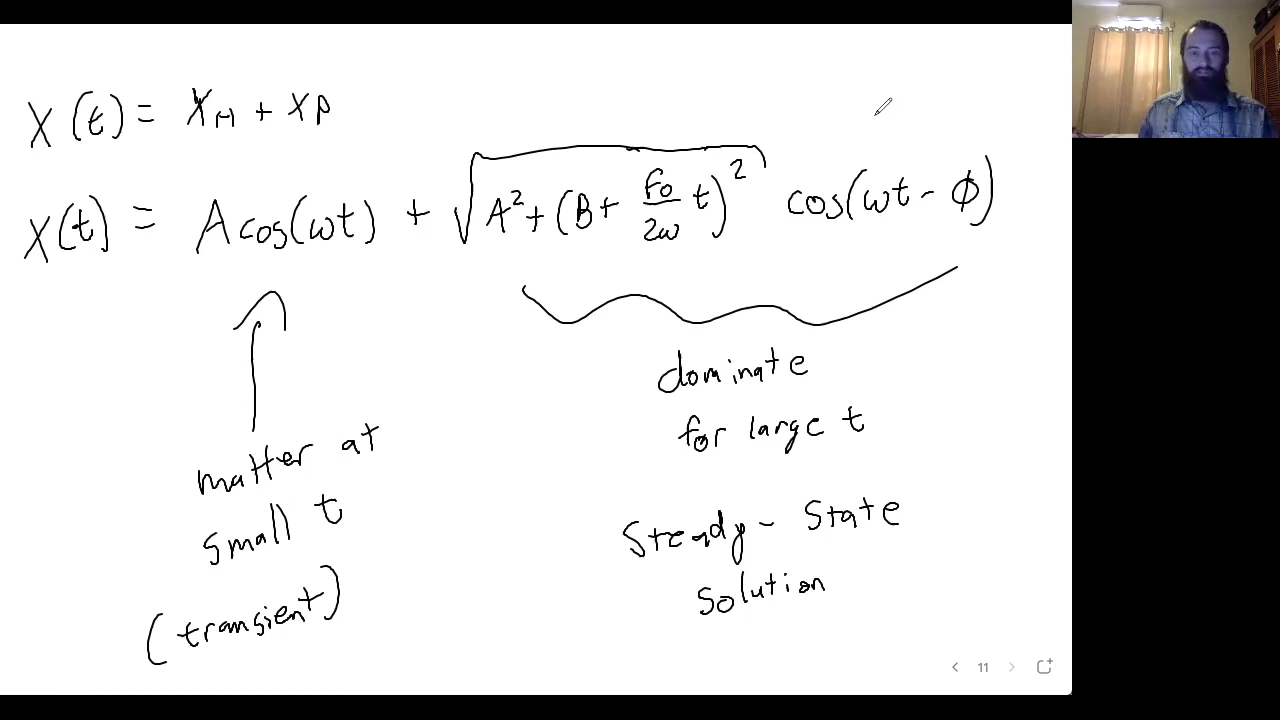 X(t) = X_H + X_P
X(t) = A cos(ωt) + √(A² + (B + F₀/2ω t)²) cos(ωt - ϕ)
matter at
small t
(transient)
dominate
for large t
Steady-State
Solution
11